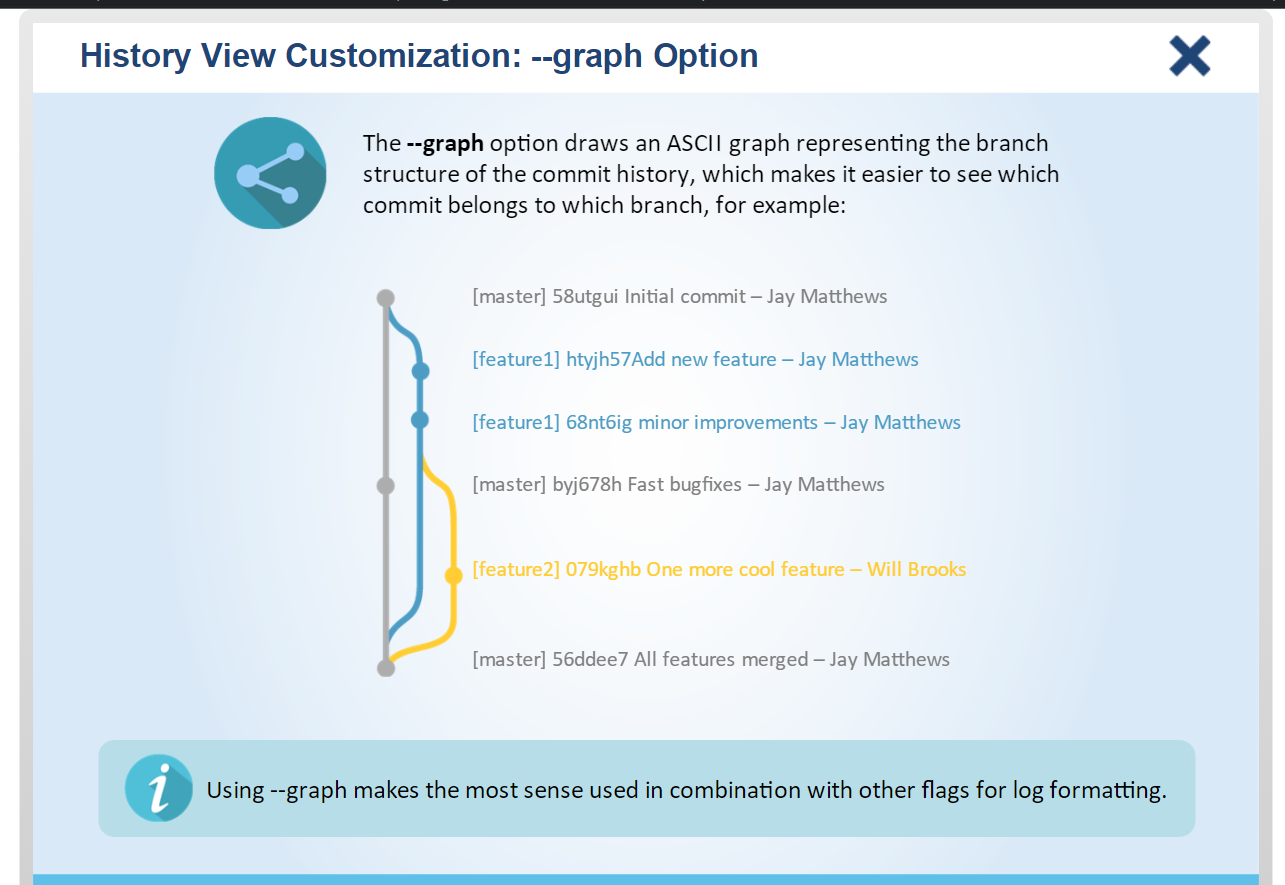 History View Customization: --graph Option
The --graph option draws an ASCII graph representing the branch
structure of the commit history, which makes it easier to see which
commit belongs to which branch, for example:
[master] 58utgui Initial commit – Jay Matthews
[feature1] htyjh57Add new feature – Jay Matthews
[feature1] 68nt6ig minor improvements – Jay Matthews
[master] byj678h Fast bugfixes – Jay Matthews
[feature2] 079kghb One more cool feature – Will Brooks
[master] 56ddee7 All features merged – Jay Matthews
i Using --graph makes the most sense used in combination with other flags for log formatting.